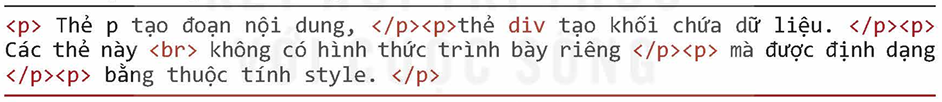 <p> Thẻ p tạo đoạn nội dung, </p><p>thẻ div tạo khối chứa dữ liệu. </p><p>
Các thẻ này <br> không có hình thức trình bày riêng </p><p> mà được định dạng
</p><p> bằng thuộc tính style. </p>